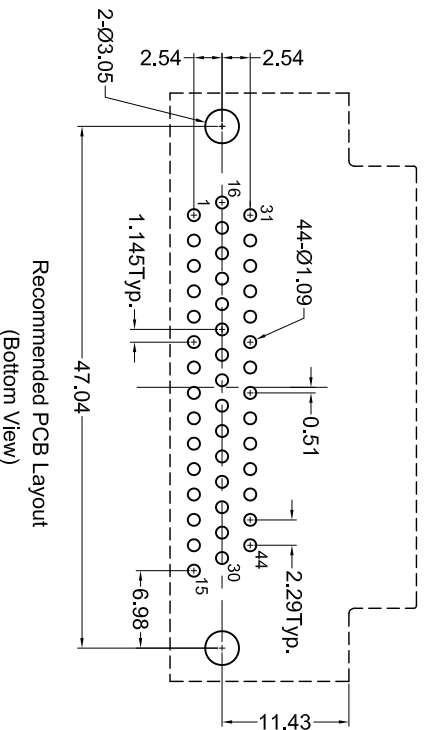 2-Ø3.05
2.54
2.54
16
31
1
44-Ø1.09
1.145Typ.
47.04
0.51
30
44
15
2.29Typ.
6.98
11.43
Recommended PCB Layout
(Bottom View)